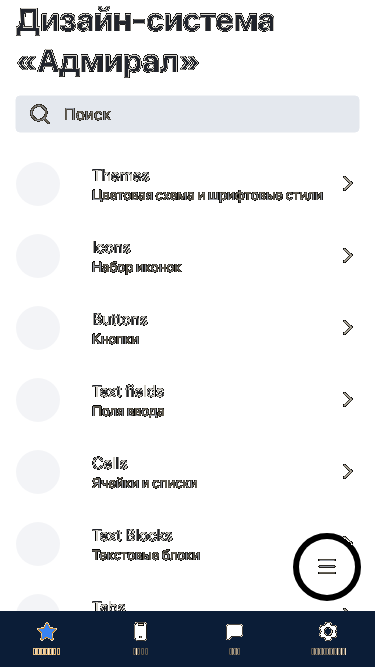 Дизайн-система
«Адмирал»
Поиск
Themes
Цветовая схема и шрифтовые стили
Icons
Набор иконок
Buttons
Кнопки
Text fields
Поля ввода
Cells
Ячейки и списки
Text Blocks
Текстовые блоки
Tabs